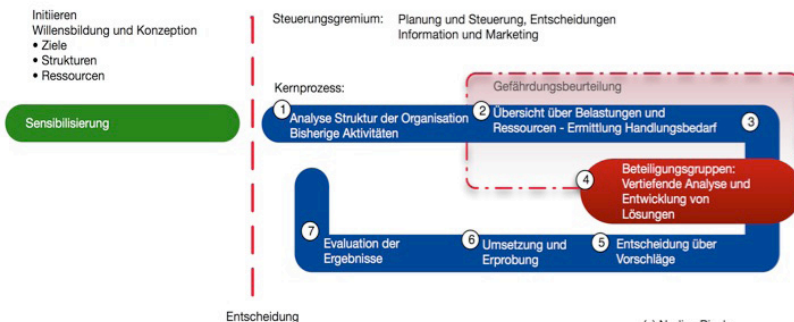 Initiieren
Willensbildung und Konzeption
• Ziele
• Strukturen
• Ressourcen
Steuerungsgremium: Planung und Steuerung, Entscheidungen
Information und Marketing
Kernprozess:
Gefährdungsbeurteilung
Sensibilisierung
1 Analyse Struktur der Organisation
Bisherige Aktivitäten
2 Übersicht über Belastungen und
Ressourcen - Ermittlung Handlungsbedarf
3
4 Beteiligungsgruppen:
Vertiefende Analyse und
Entwicklung von
Lösungen
7 Evaluation der
Ergebnisse
6 Umsetzung und
Erprobung
5 Entscheidung über
Vorschläge
Entscheidung